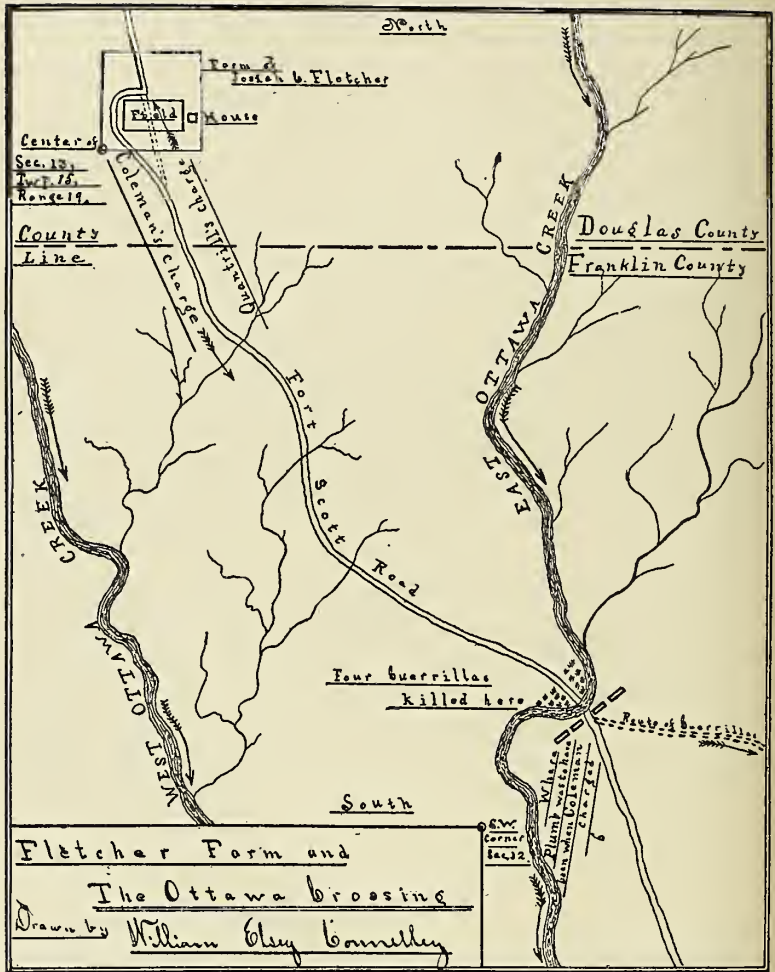 North
Farm of
Josiah C. Fletcher
Field
House
Center of
Sec. 13,
Twp. 15,
Range 19.
Coleman's charge
Quantrill's charge
County
Line
Douglas County
Franklin County
EAST OTTAWA CREEK
Fort Scott Road
WEST OTTAWA CREEK
Four Guerrillas
Killed here
Route of Guerrillas
Where
Plumb was to have
been when Coleman
charged
South
S.W.
Corner
Sec. 12.
Fletcher Farm and
The Ottawa Crossing
Drawn by William Elsey Connelley